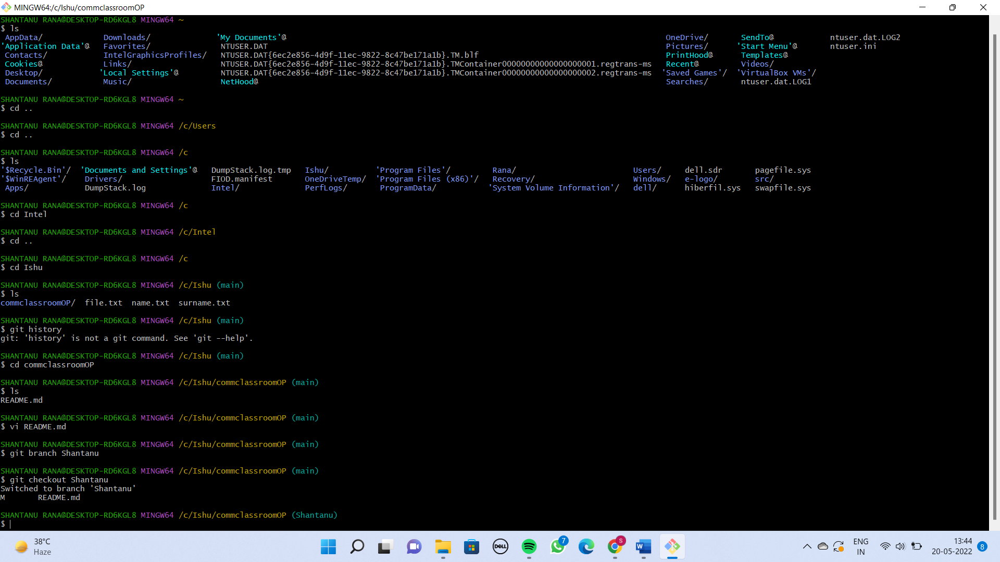 MINGW64:/c/Ishu/commclassroomOP
SHANTANU RANA@DESKTOP-RD6KGL8 MINGW64 ~
$ ls
AppData/ Downloads/ 'My Documents'@ OneDrive/ SendTo@ ntuser.dat.LOG2
'Application Data'@ Favorites/ NTUSER.DAT Pictures/ 'Start Menu'@ ntuser.ini
Contacts/ IntelGraphicsProfiles/ NTUSER.DAT{6ec2e856-4d9f-11ec-9822-8c47be171a1b}.TM.blf PrintHood@ Templates@
Cookies@ Links/ NTUSER.DAT{6ec2e856-4d9f-11ec-9822-8c47be171a1b}.TMContainer00000000000000000001.regtrans-ms Recent@ Videos/
Desktop/ 'Local Settings'@ NTUSER.DAT{6ec2e856-4d9f-11ec-9822-8c47be171a1b}.TMContainer00000000000000000002.regtrans-ms 'Saved Games'/ 'VirtualBox VMs'/
Documents/ Music/ NetHood@ Searches/ ntuser.dat.LOG1
SHANTANU RANA@DESKTOP-RD6KGL8 MINGW64 ~
$ cd ..
SHANTANU RANA@DESKTOP-RD6KGL8 MINGW64 /c/Users
$ cd ..
SHANTANU RANA@DESKTOP-RD6KGL8 MINGW64 /c
$ ls
'$Recycle.Bin'/ 'Documents and Settings'@ DumpStack.log.tmp Ishu/ 'Program Files'/ Rana/ Users/ dell.sdr pagefile.sys
'$WinREAgent'/ Drivers/ FIOD.manifest OneDriveTemp/ 'Program Files (x86)'/ Recovery/ Windows/ e-logo/ src/
Apps/ DumpStack.log Intel/ PerfLogs/ ProgramData/ 'System Volume Information'/ dell/ hiberfil.sys swapfile.sys
SHANTANU RANA@DESKTOP-RD6KGL8 MINGW64 /c
$ cd Intel
SHANTANU RANA@DESKTOP-RD6KGL8 MINGW64 /c/Intel
$ cd ..
SHANTANU RANA@DESKTOP-RD6KGL8 MINGW64 /c
$ cd Ishu
SHANTANU RANA@DESKTOP-RD6KGL8 MINGW64 /c/Ishu (main)
$ ls
commclassroomOP/ file.txt name.txt surname.txt
SHANTANU RANA@DESKTOP-RD6KGL8 MINGW64 /c/Ishu (main)
$ git history
git: 'history' is not a git command. See 'git --help'.
SHANTANU RANA@DESKTOP-RD6KGL8 MINGW64 /c/Ishu (main)
$ cd commclassroomOP
SHANTANU RANA@DESKTOP-RD6KGL8 MINGW64 /c/Ishu/commclassroomOP (main)
$ ls
README.md
SHANTANU RANA@DESKTOP-RD6KGL8 MINGW64 /c/Ishu/commclassroomOP (main)
$ vi README.md
SHANTANU RANA@DESKTOP-RD6KGL8 MINGW64 /c/Ishu/commclassroomOP (main)
$ git branch Shantanu
SHANTANU RANA@DESKTOP-RD6KGL8 MINGW64 /c/Ishu/commclassroomOP (main)
$ git checkout Shantanu
Switched to branch 'Shantanu'
M README.md
SHANTANU RANA@DESKTOP-RD6KGL8 MINGW64 /c/Ishu/commclassroomOP (Shantanu)
$
38°C
Haze
DELL
7
S
W
ENG
IN
13:44
20-05-2022
8